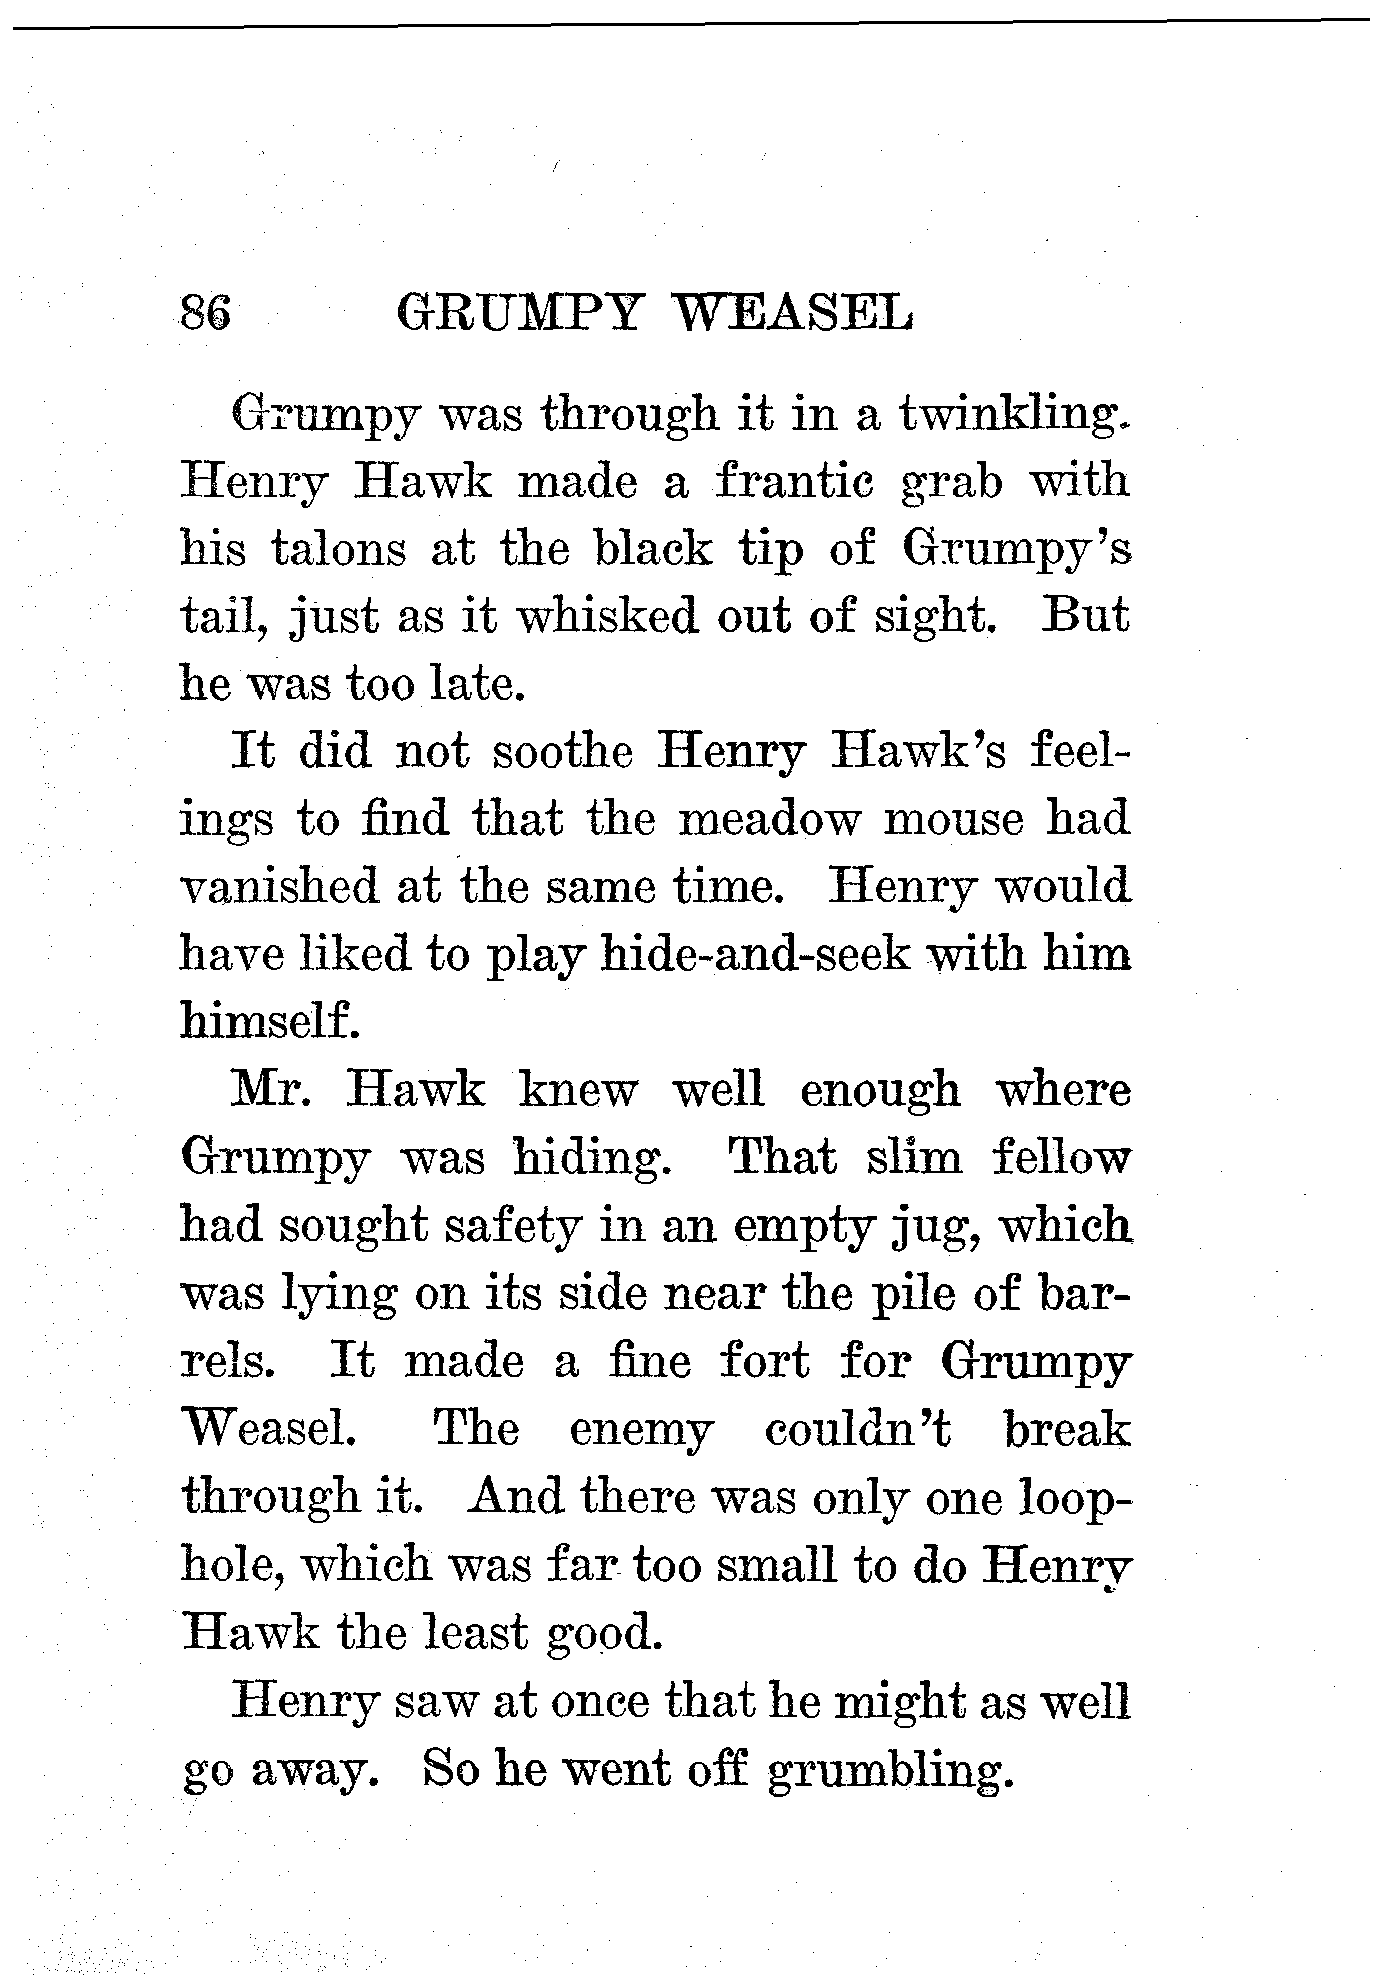 86 GRUMPY WEASEL
Grumpy was through it in a twinkling.
Henry Hawk made a frantic grab with
his talons at the black tip of Grumpy's
tail, just as it whisked out of sight. But
he was too late.
It did not soothe Henry Hawk's feel-
ings to find that the meadow mouse had
vanished at the same time. Henry would
have liked to play hide-and-seek with him
himself.
Mr. Hawk knew well enough where
Grumpy was hiding. That slim fellow
had sought safety in an empty jug, which
was lying on its side near the pile of bar-
rels. It made a fine fort for Grumpy
Weasel. The enemy couldn't break
through it. And there was only one loop-
hole, which was far too small to do Henry
Hawk the least good.
Henry saw at once that he might as well
go away. So he went off grumbling.